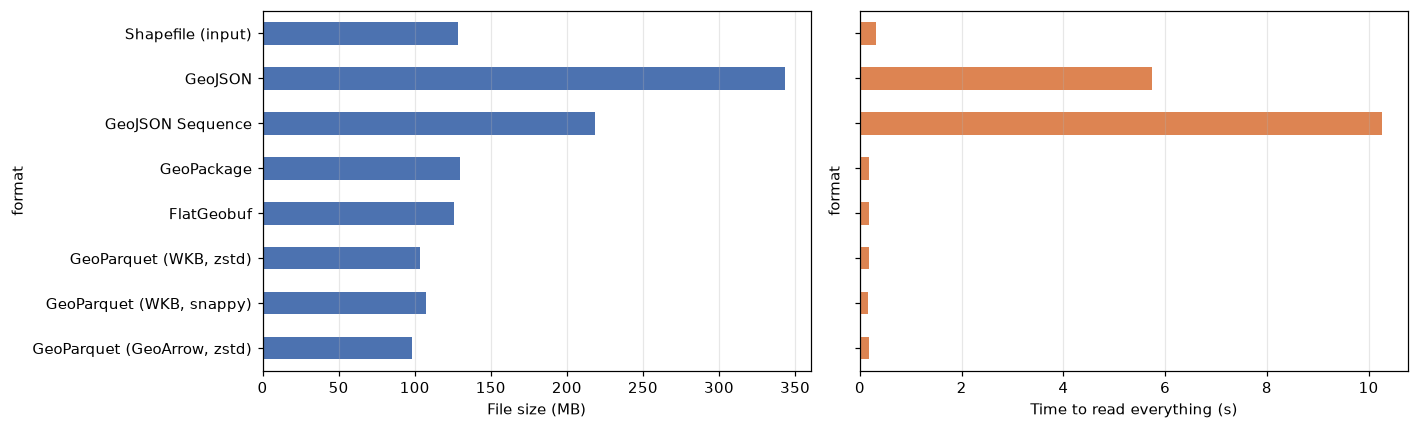 format
Shapefile (input)
GeoJSON
GeoJSON Sequence
GeoPackage
FlatGeobuf
GeoParquet (WKB, zstd)
GeoParquet (WKB, snappy)
GeoParquet (GeoArrow, zstd)
0 50 100 150 200 250 300 350
File size (MB)
format
0 2 4 6 8 10
Time to read everything (s)